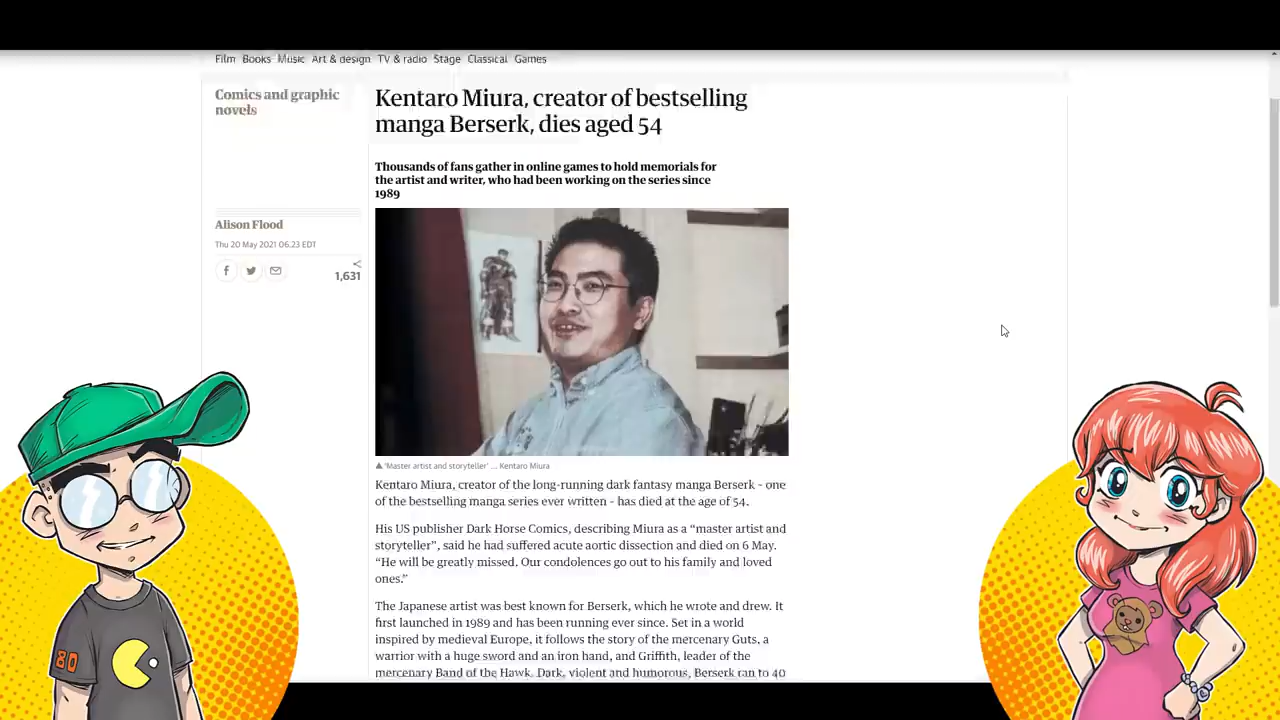 Film Books Music Art & design TV & radio Stage Classical Games
Comics and graphic
novels
Kentaro Miura, creator of bestselling
manga Berserk, dies aged 54
Thousands of fans gather in online games to hold memorials for
the artist and writer, who had been working on the series since
1989
Alison Flood
Thu 20 May 2021 06.23 EDT
1,631
'Master artist and storyteller' ... Kentaro Miura
Kentaro Miura, creator of the long-running dark fantasy manga Berserk – one
of the bestselling manga series ever written – has died at the age of 54.
His US publisher Dark Horse Comics, describing Miura as a “master artist and
storyteller”, said he had suffered acute aortic dissection and died on 6 May.
“He will be greatly missed. Our condolences go out to his family and loved
ones.”
The Japanese artist was best known for Berserk, which he wrote and drew. It
first launched in 1989 and has been running ever since. Set in a world
inspired by medieval Europe, it follows the story of the mercenary Guts, a
warrior with a huge sword and an iron hand, and Griffith, leader of the
mercenary Band of the Hawk. Dark, violent and humorous, Berserk ran to 40
80